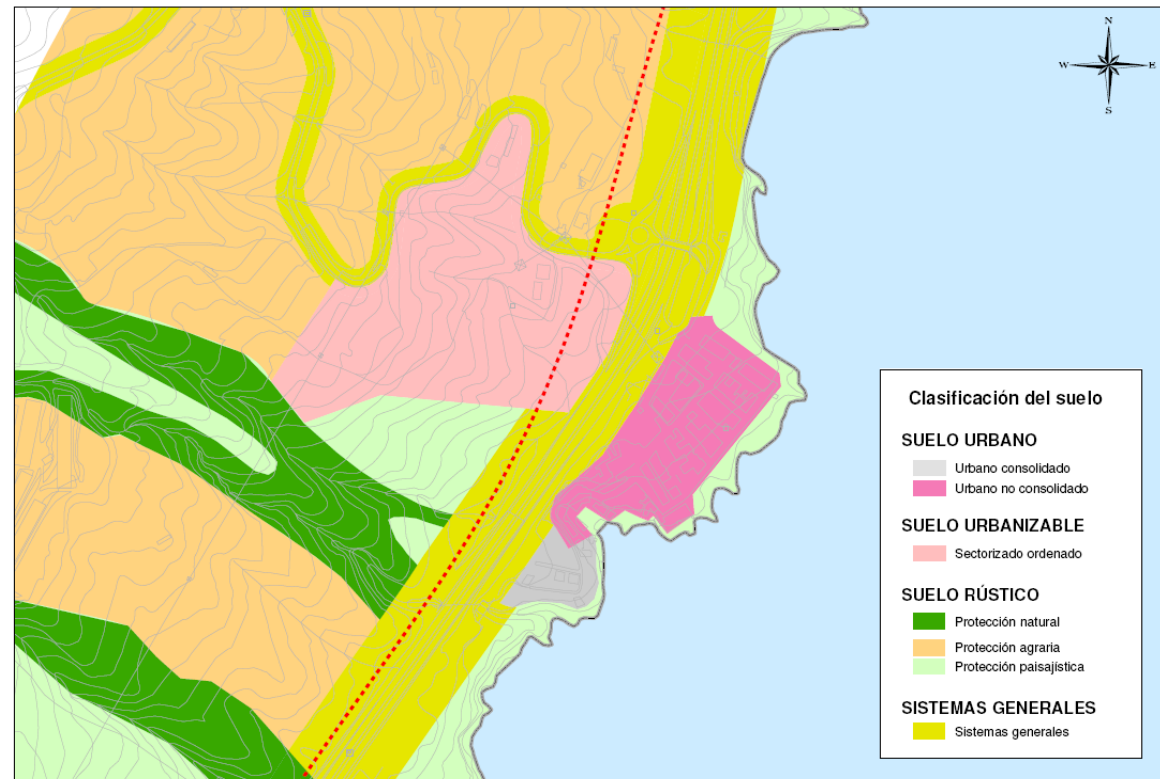 N
W E
S
Clasificación del suelo
SUELO URBANO
Urbano consolidado
Urbano no consolidado
SUELO URBANIZABLE
Sectorizado ordenado
SUELO RÚSTICO
Protección natural
Protección agraria
Protección paisajística
SISTEMAS GENERALES
Sistemas generales